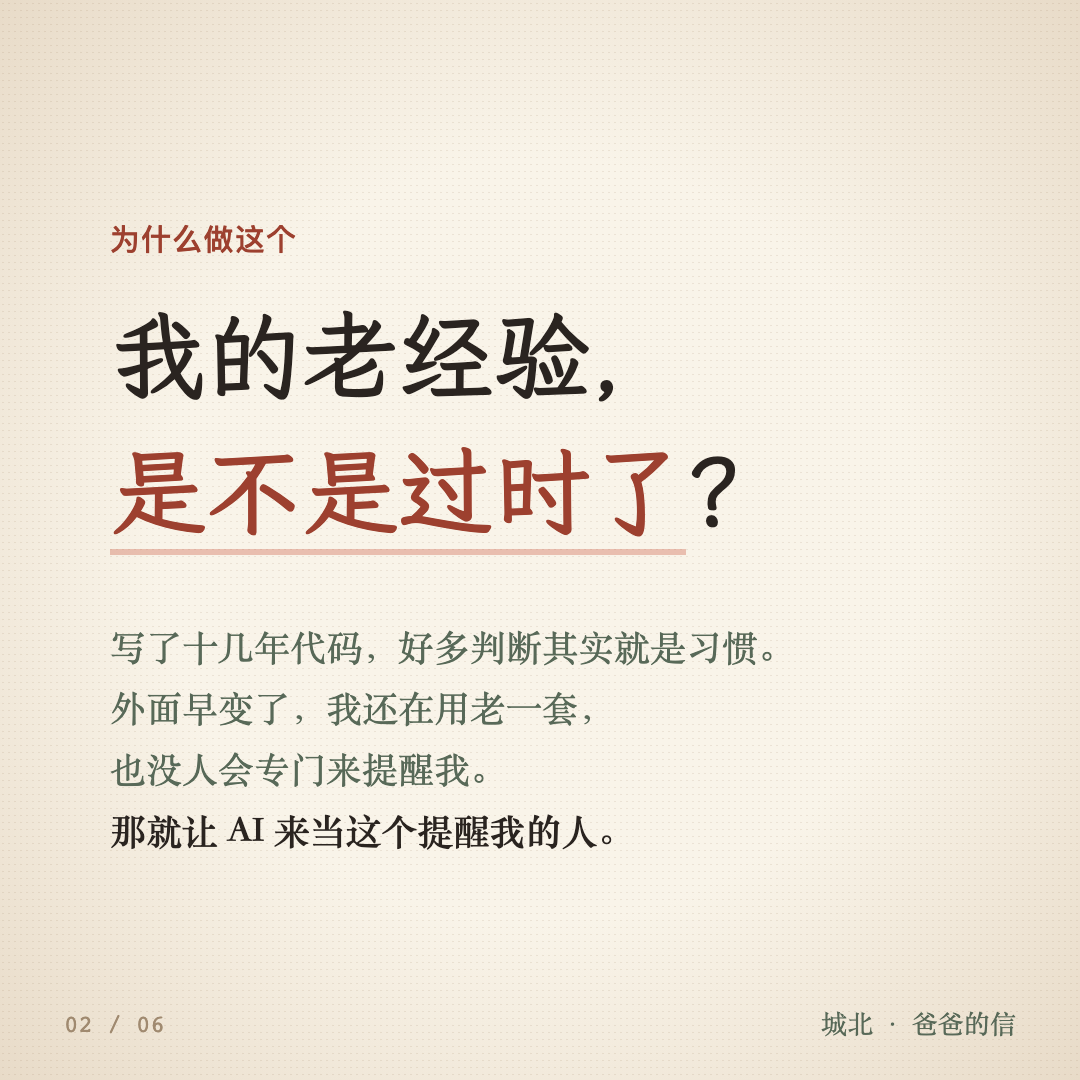 为什么做这个
我的老经验，
是不是过时了？
写了十几年代码，好多判断其实就是习惯。
外面早变了，我还在用老一套，
也没人会专门来提醒我。
那就让 AI 来当这个提醒我的人。
02 / 06
城北 · 爸爸的信